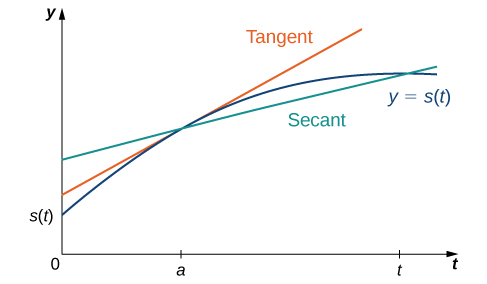 y
Tangent
y = s(t)
Secant
s(t)
0
a
t
t